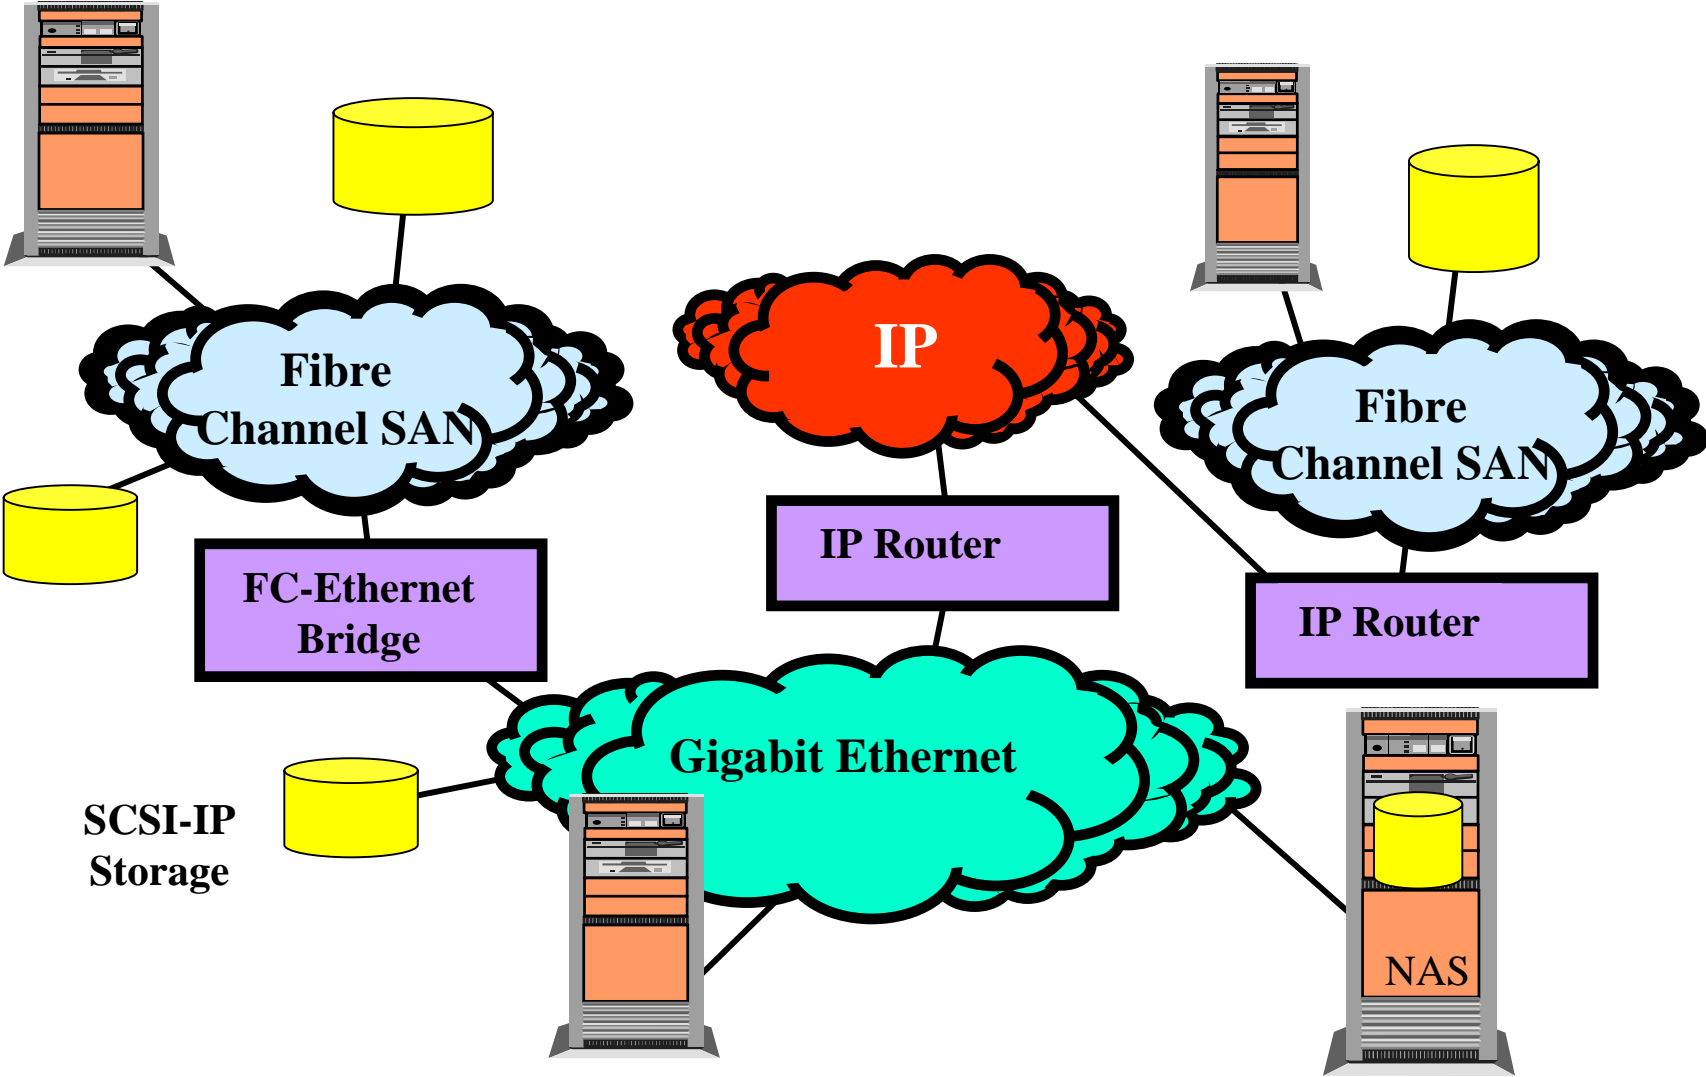 IP
Fibre
Channel SAN
Fibre
Channel SAN
IP Router
FC-Ethernet
Bridge
IP Router
Gigabit Ethernet
SCSI-IP
Storage
NAS